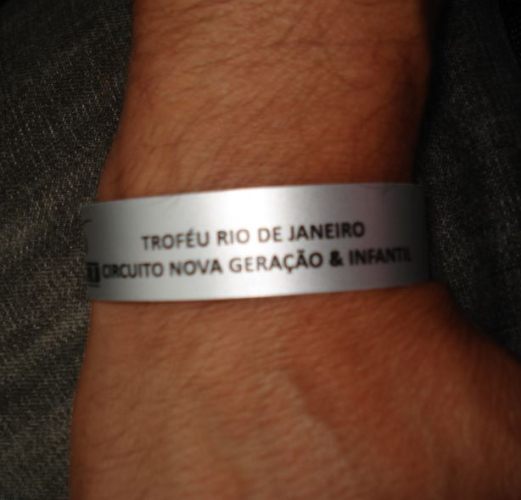 TROFÉU RIO DE JANEIRO
CIRCUITO NOVA GERAÇÃO & INFANTIL